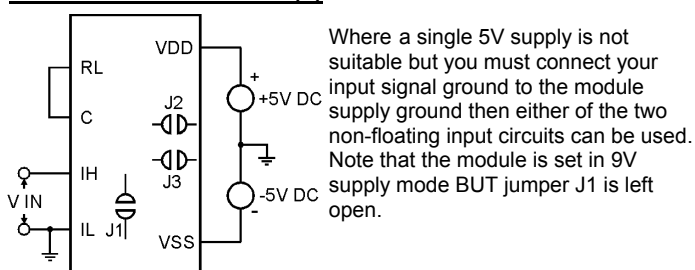 VDD
RL
+
+5V DC
J2
C
J3
IH
V IN
-5V DC
-
IL
J1
VSS
Where a single 5V supply is not
suitable but you must connect your
input signal ground to the module
supply ground then either of the two
non-floating input circuits can be used.
Note that the module is set in 9V
supply mode BUT jumper J1 is left
open.